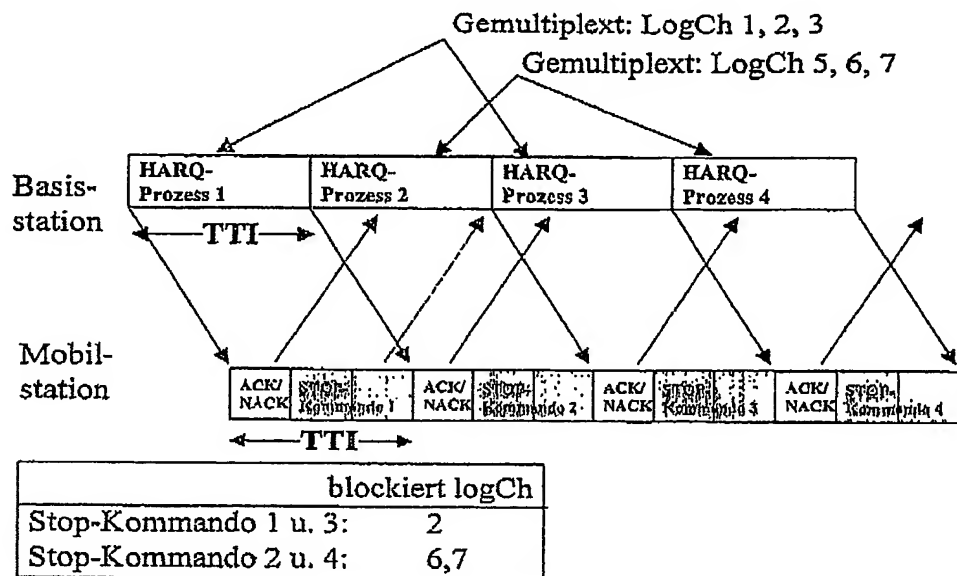 Gemultiplext: LogCh 1, 2, 3
Gemultiplext: LogCh 5, 6, 7
Basis-
station
HARQ-
Prozess 1
HARQ-
Prozess 2
HARQ-
Prozess 3
HARQ-
Prozess 4
TTI
Mobil-
station
ACK/
NACK
Stop-
Kommando 1
ACK/
NACK
Stop-
Kommando 2
ACK/
NACK
Stop-
Kommando 3
ACK/
NACK
Stop-
Kommando 4
TTI
blockiert logCh
Stop-Kommando 1 u. 3: 2
Stop-Kommando 2 u. 4: 6,7